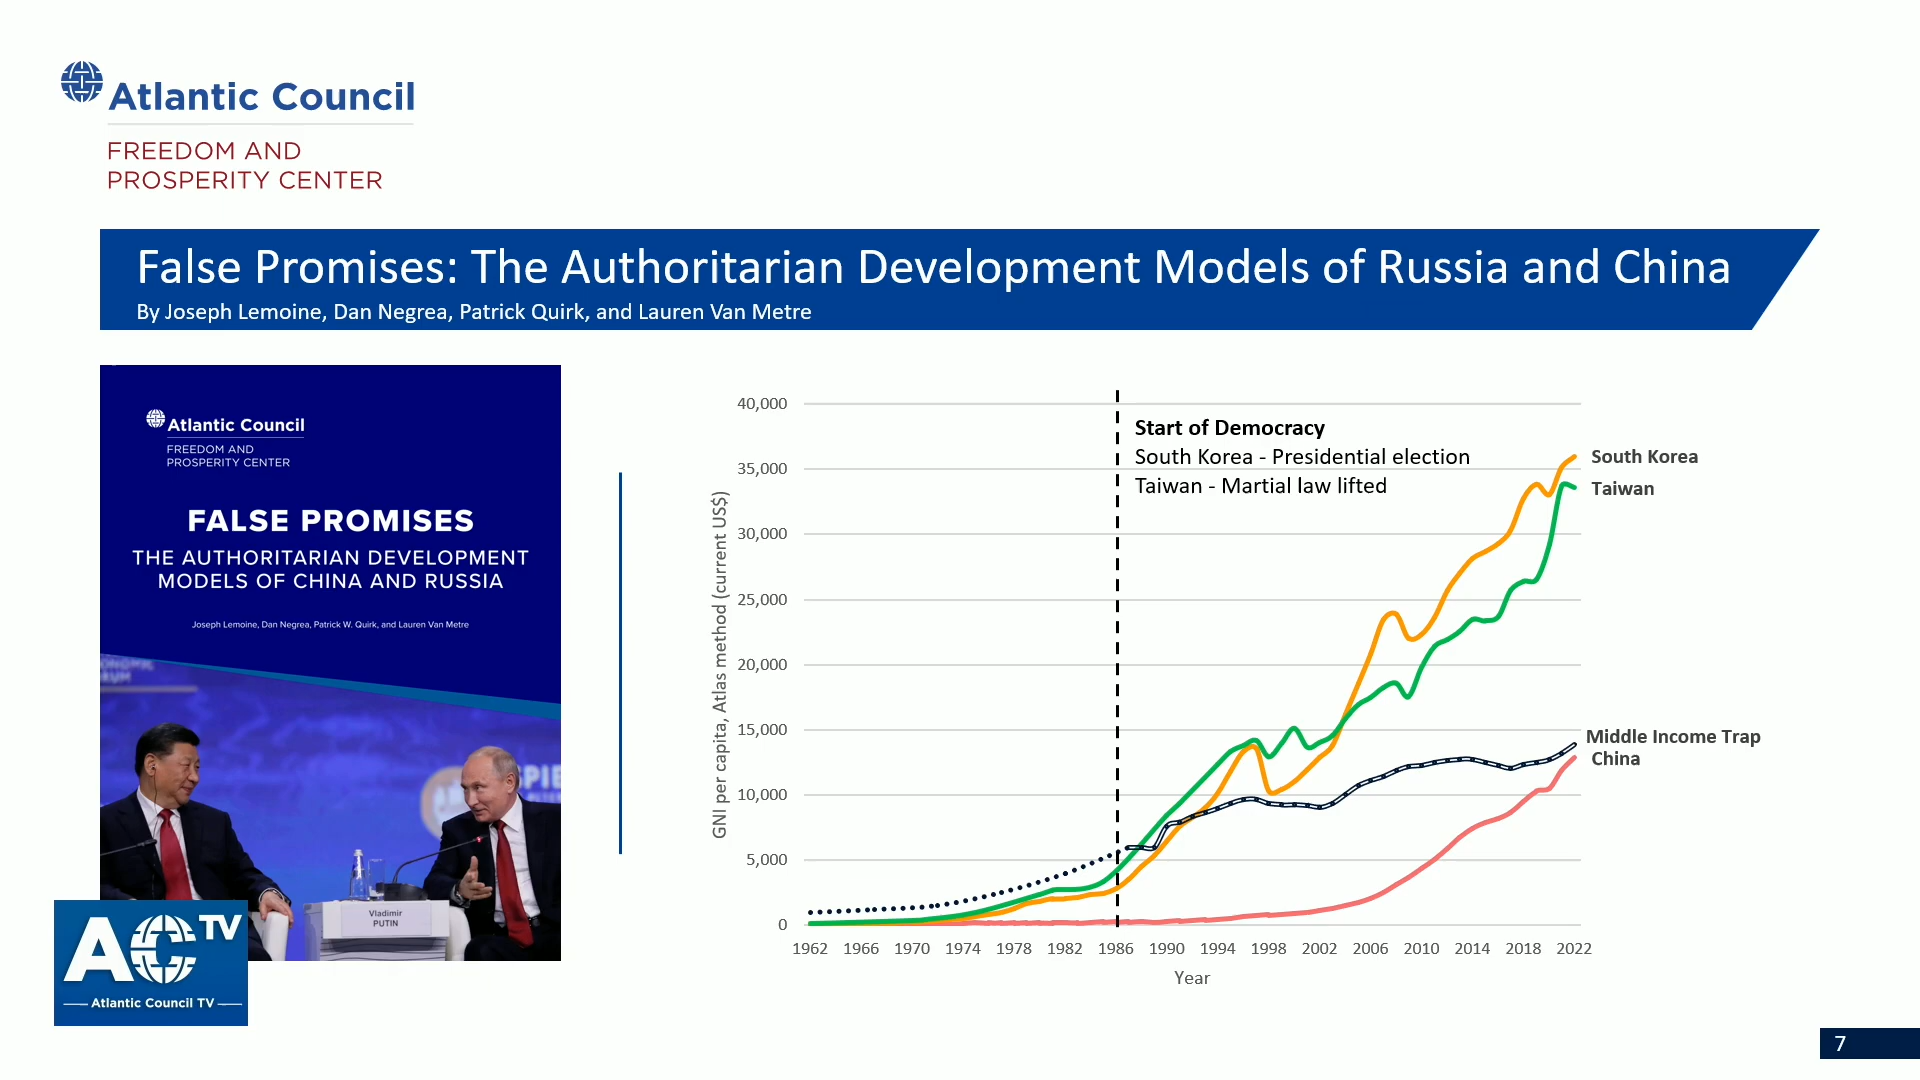 Atlantic Council
FREEDOM AND
PROSPERITY CENTER
False Promises: The Authoritarian Development Models of Russia and China
By Joseph Lemoine, Dan Negrea, Patrick Quirk, and Lauren Van Metre
Atlantic Council
FREEDOM AND
PROSPERITY CENTER
FALSE PROMISES
THE AUTHORITARIAN DEVELOPMENT
MODELS OF CHINA AND RUSSIA
Joseph Lemoine, Dan Negrea, Patrick W. Quirk, and Lauren Van Metre
Vladimir
PUTIN
AC TV
Atlantic Council TV
GNI per capita, Atlas method (current US$)
40,000
35,000
30,000
25,000
20,000
15,000
10,000
5,000
0
Start of Democracy
South Korea - Presidential election
Taiwan - Martial law lifted
South Korea
Taiwan
Middle Income Trap
China
1962 1966 1970 1974 1978 1982 1986 1990 1994 1998 2002 2006 2010 2014 2018 2022
Year
7